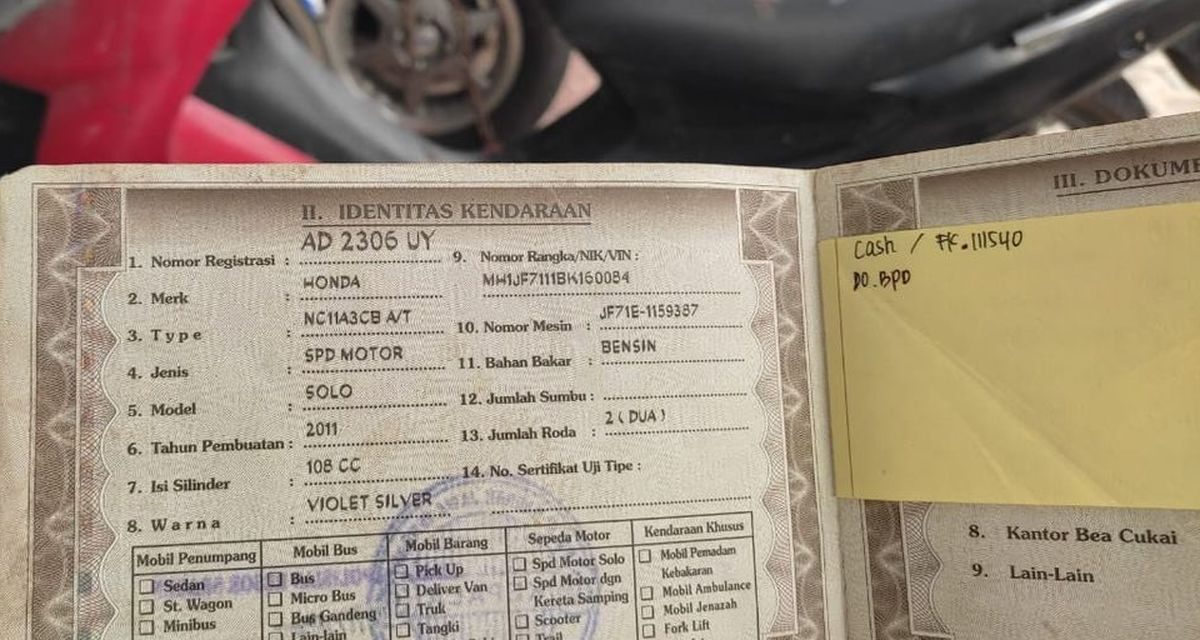 II. IDENTITAS KENDARAAN
1. Nomor Registrasi : AD 2306 UY
2. Merk : HONDA
3. Type : NC11A3CB A/T
4. Jenis : SPD MOTOR
5. Model : SOLO
6. Tahun Pembuatan : 2011
7. Isi Silinder : 108 CC
8. Warna : VIOLET SILVER
9. Nomor Rangka/NIK/VIN :
MH1JF7111BK160084
10. Nomor Mesin : JF71E-1159387
11. Bahan Bakar : BENSIN
12. Jumlah Sumbu :
13. Jumlah Roda : 2 ( DUA )
14. No. Sertifikat Uji Tipe :
Mobil Penumpang
Sedan
St. Wagon
Minibus
Mobil Bus
Bus
Micro Bus
Bus Gandeng
Lain-lain
Mobil Barang
Pick Up
Deliver Van
Truk
Tangki
Sepeda Motor
Spd Motor Solo
Spd Motor dgn
Kereta Samping
Scooter
Trail
Kendaraan Khusus
Mobil Pemadam
Kebakaran
Mobil Ambulance
Mobil Jenazah
Fork Lift
III. DOKUME
Cash / FK.111540
DO.BPD
8. Kantor Bea Cukai
9. Lain-Lain